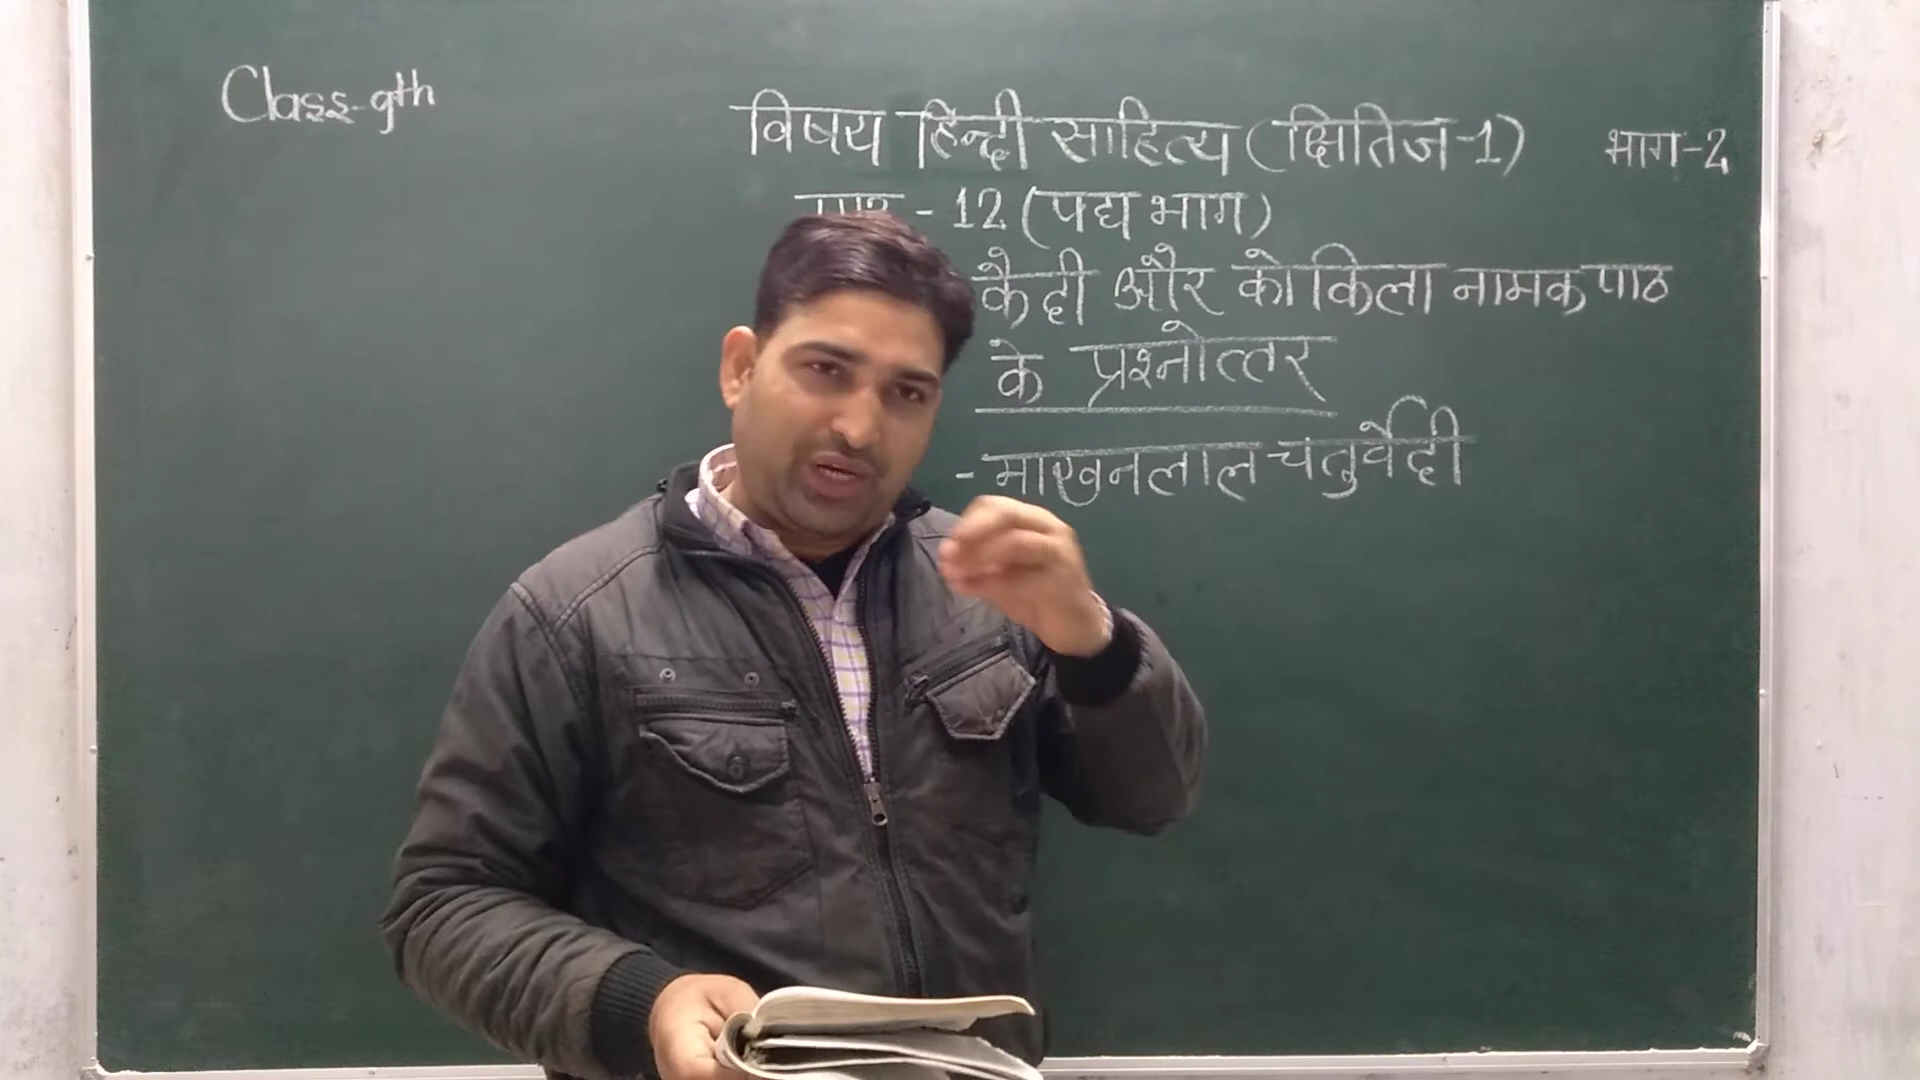 Class-9th
विषय हिन्दी साहित्य (क्षितिज-1) भाग-2
- 12 (पद्य भाग)
कैदी और कोकिला नामक पाठ
के प्रश्नोत्तर
- माखनलाल चतुर्वेदी